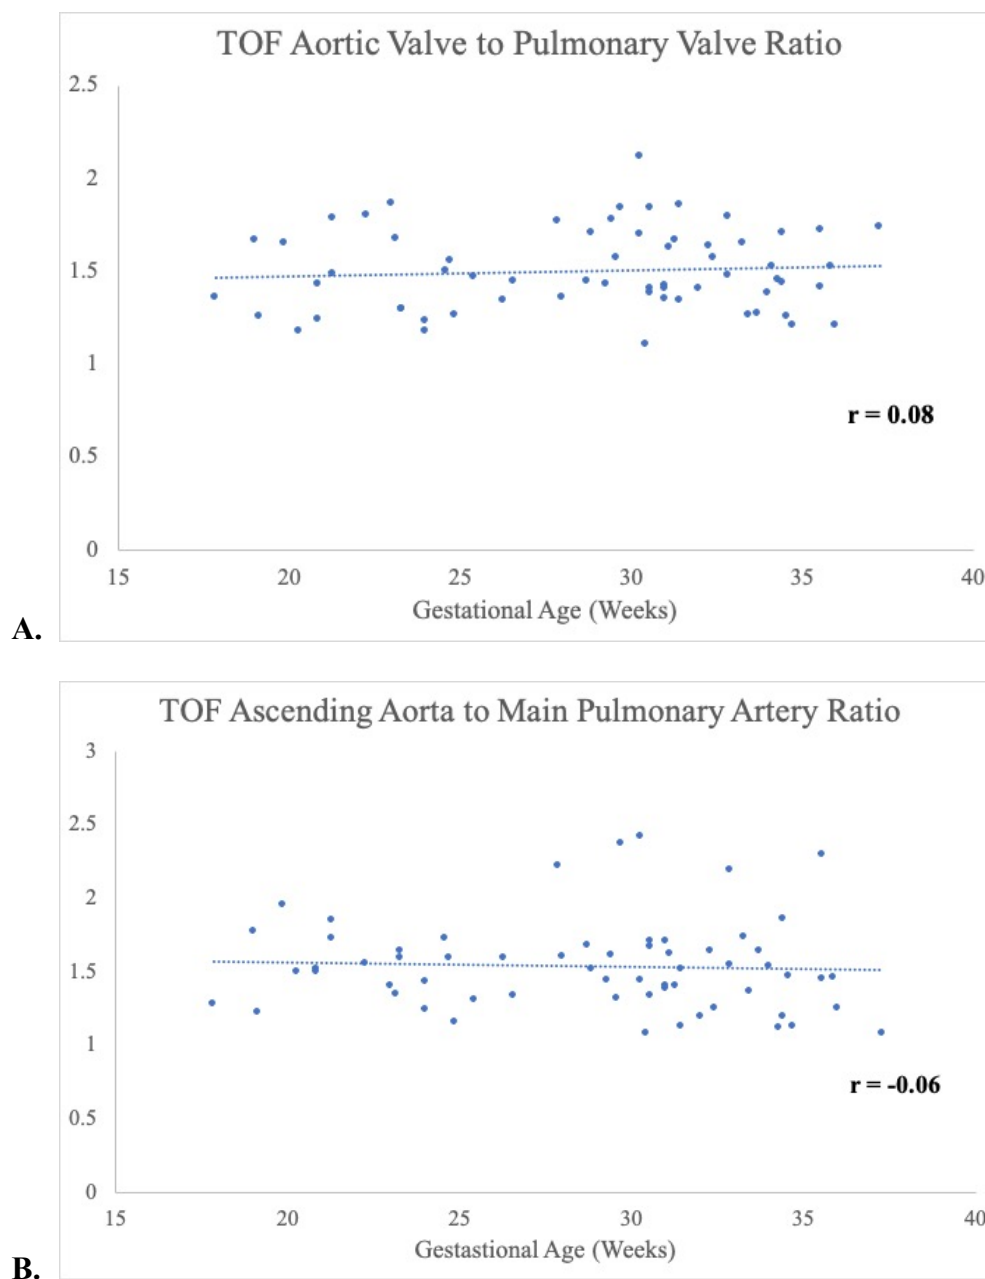 TOF Aortic Valve to Pulmonary Valve Ratio
2.5
2
1.5
1
0.5
0
15 20 25 30 35 40
Gestational Age (Weeks)
r = 0.08
A.
TOF Ascending Aorta to Main Pulmonary Artery Ratio
3
2.5
2
1.5
1
0.5
0
15 20 25 30 35 40
Gestastional Age (Weeks)
r = -0.06
B.